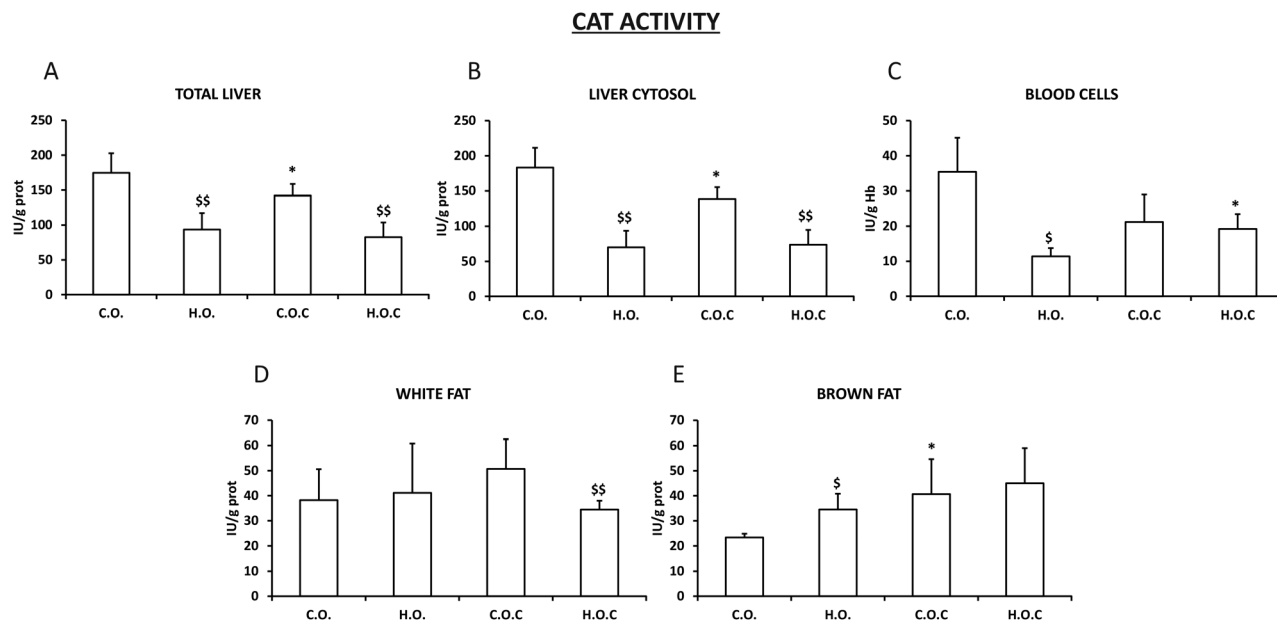 CAT ACTIVITY
A
TOTAL LIVER
IU/g prot
250
200
150
100
50
0
$$
*
$$
C.O.
H.O.
C.O.C
H.O.C
B
LIVER CYTOSOL
IU/g prot
250
200
150
100
50
0
$$
*
$$
C.O.
H.O.
C.O.C
H.O.C
C
BLOOD CELLS
IU/g Hb
50
40
30
20
10
0
$
*
C.O.
H.O.
C.O.C
H.O.C
D
WHITE FAT
IU/g prot
70
60
50
40
30
20
10
0
$$
C.O.
H.O.
C.O.C
H.O.C
E
BROWN FAT
IU/g prot
70
60
50
40
30
20
10
0
$
*
C.O.
H.O.
C.O.C
H.O.C